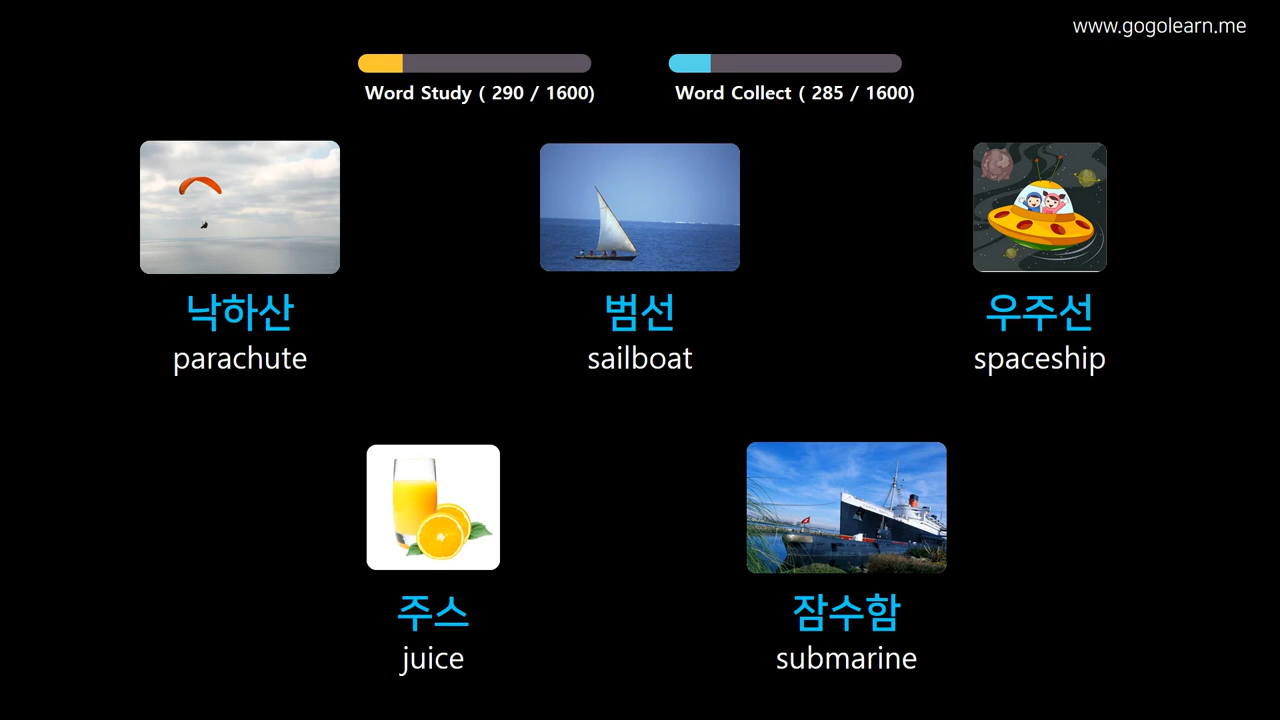 www.gogolearn.me
Word Study ( 290 / 1600)
Word Collect ( 285 / 1600)
낙하산
parachute
범선
sailboat
우주선
spaceship
주스
juice
잠수함
submarine